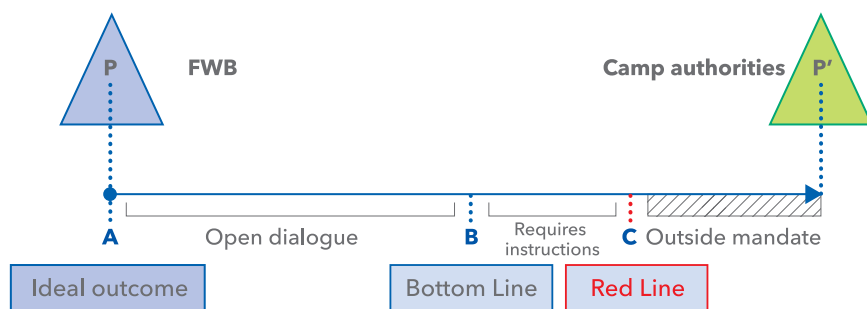 P
FWB
Camp authorities
P'
A
Open dialogue
B
Requires
instructions
C
Outside mandate
Ideal outcome
Bottom Line
Red Line